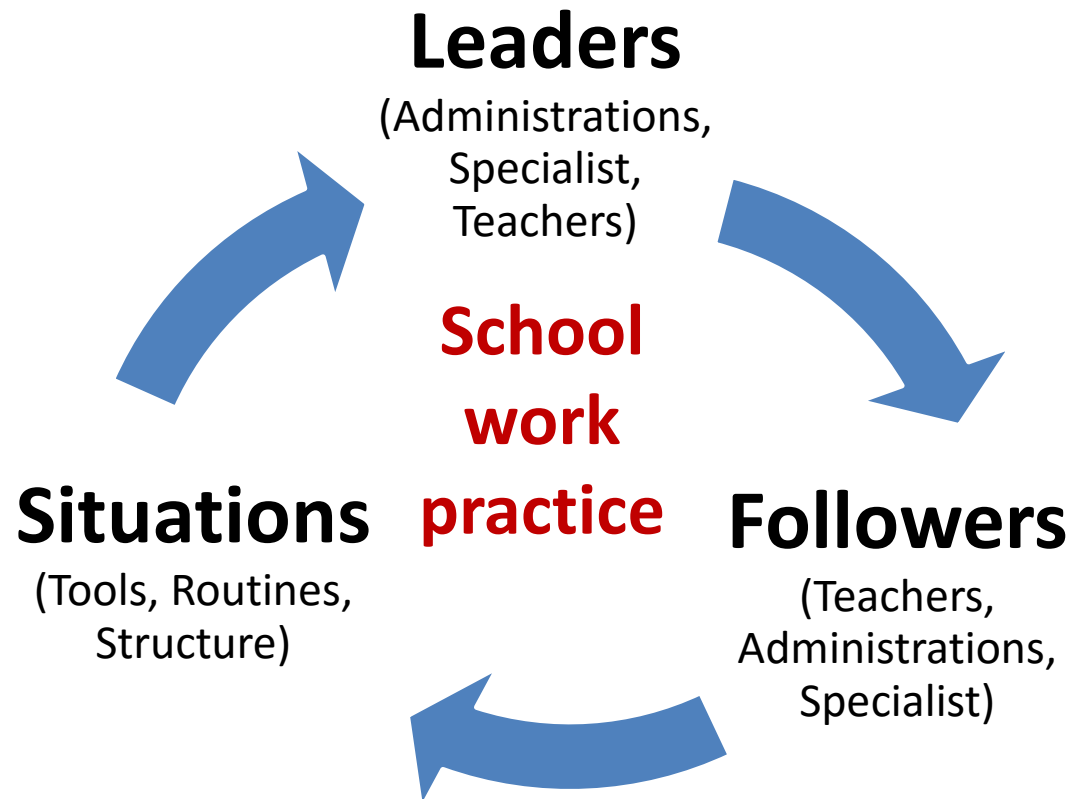 Leaders
(Administrations,
Specialist,
Teachers)
School
work
practice
Situations
(Tools, Routines,
Structure)
Followers
(Teachers,
Administrations,
Specialist)